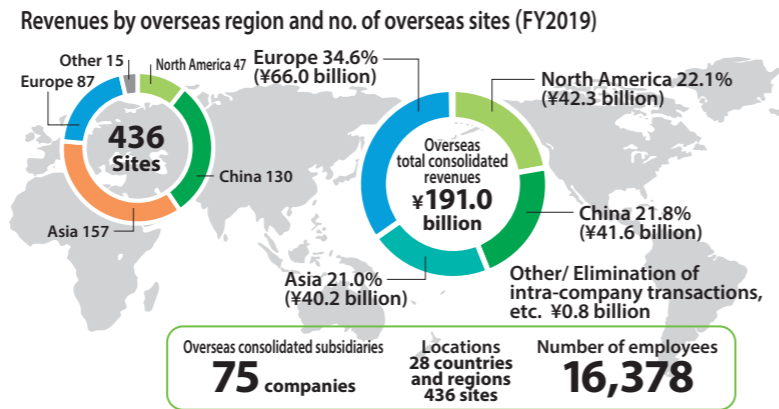 Revenues by overseas region and no. of overseas sites (FY2019)
Other 15
North America 47
Europe 87
436
Sites
China 130
Asia 157
Europe 34.6%
(¥66.0 billion)
North America 22.1%
(¥42.3 billion)
Overseas
total consolidated
revenues
¥191.0
billion
China 21.8%
(¥41.6 billion)
Asia 21.0%
(¥40.2 billion)
Other/ Elimination of
intra-company transactions,
etc. ¥0.8 billion
Overseas consolidated subsidiaries
75 companies
Locations
28 countries
and regions
436 sites
Number of employees
16,378